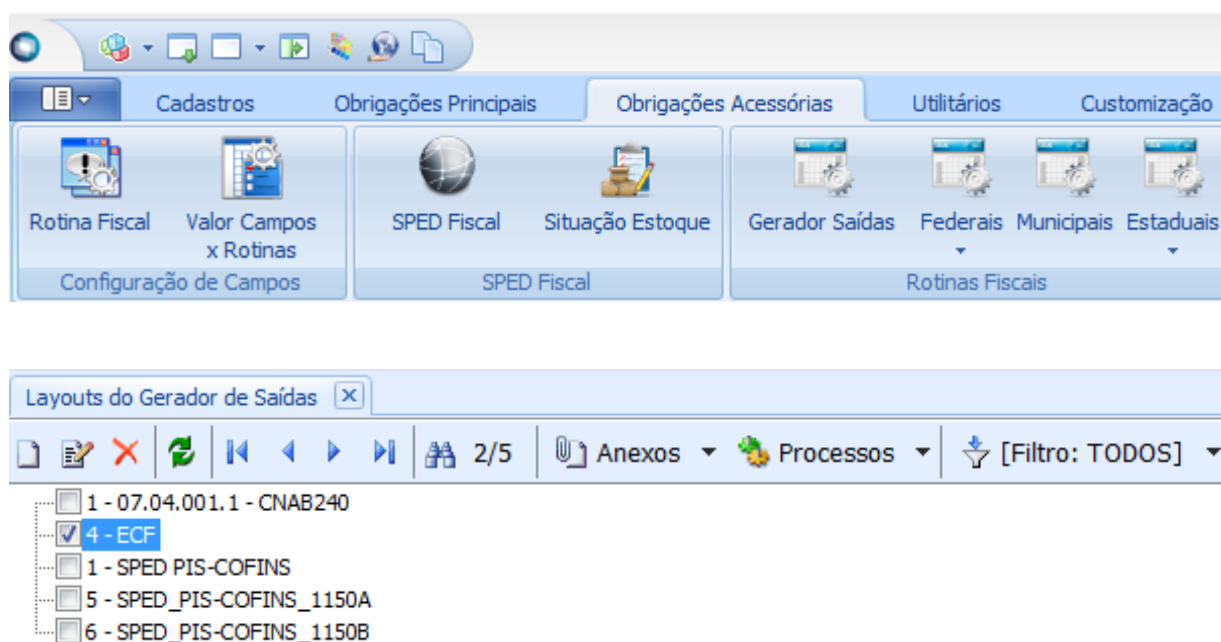 Cadastros Obrigações Principais Obrigações Acessórias Utilitários Customização
Rotina Fiscal Valor Campos x Rotinas SPED Fiscal Situação Estoque Gerador Saídas Federais Municipais Estaduais
Configuração de Campos SPED Fiscal Rotinas Fiscais
Layouts do Gerador de Saídas
2/5 Anexos Processos [Filtro: TODOS]
1 - 07.04.001.1 - CNAB240
4 - ECF
1 - SPED PIS-COFINS
5 - SPED_PIS-COFINS_1150A
6 - SPED_PIS-COFINS_1150B